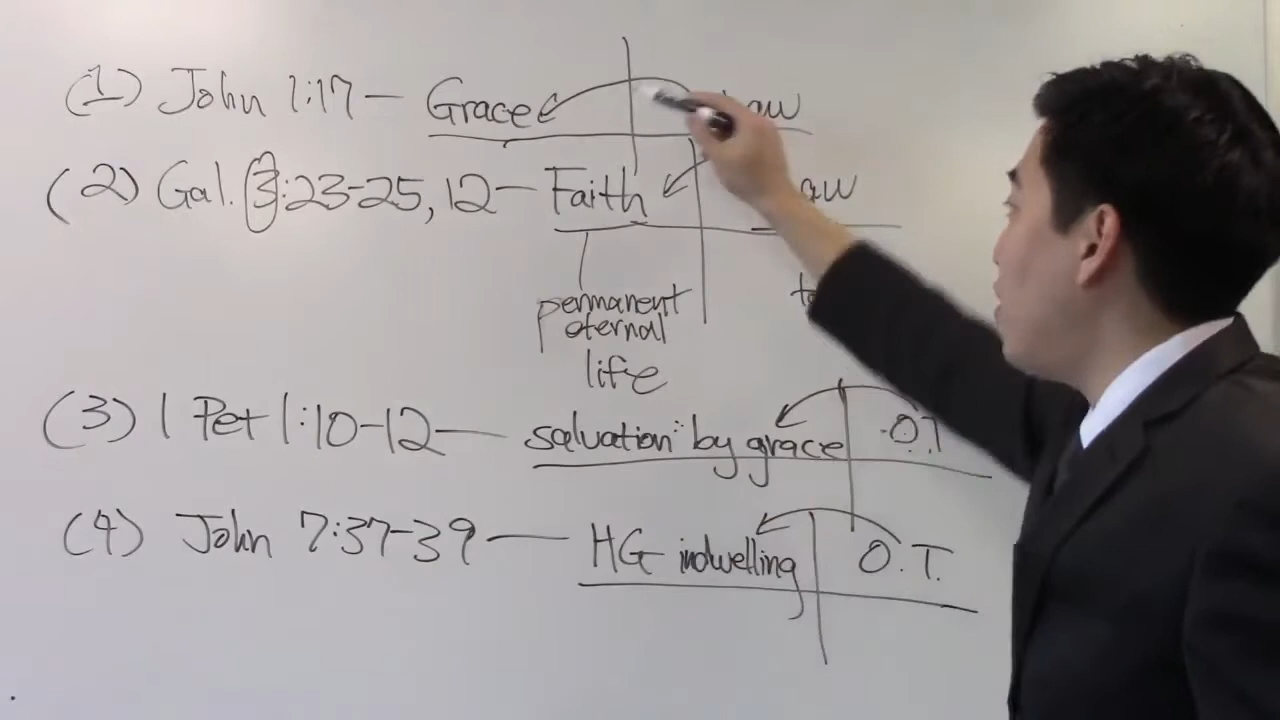 (1) John 1:17 — Grace
(2) Gal. 3:23-25, 12 — Faith
permanent
eternal
life
(3) 1 Pet 1:10-12 — salvation" by grace O.T
(4) John 7:37-39 — HG indwelling O.T.